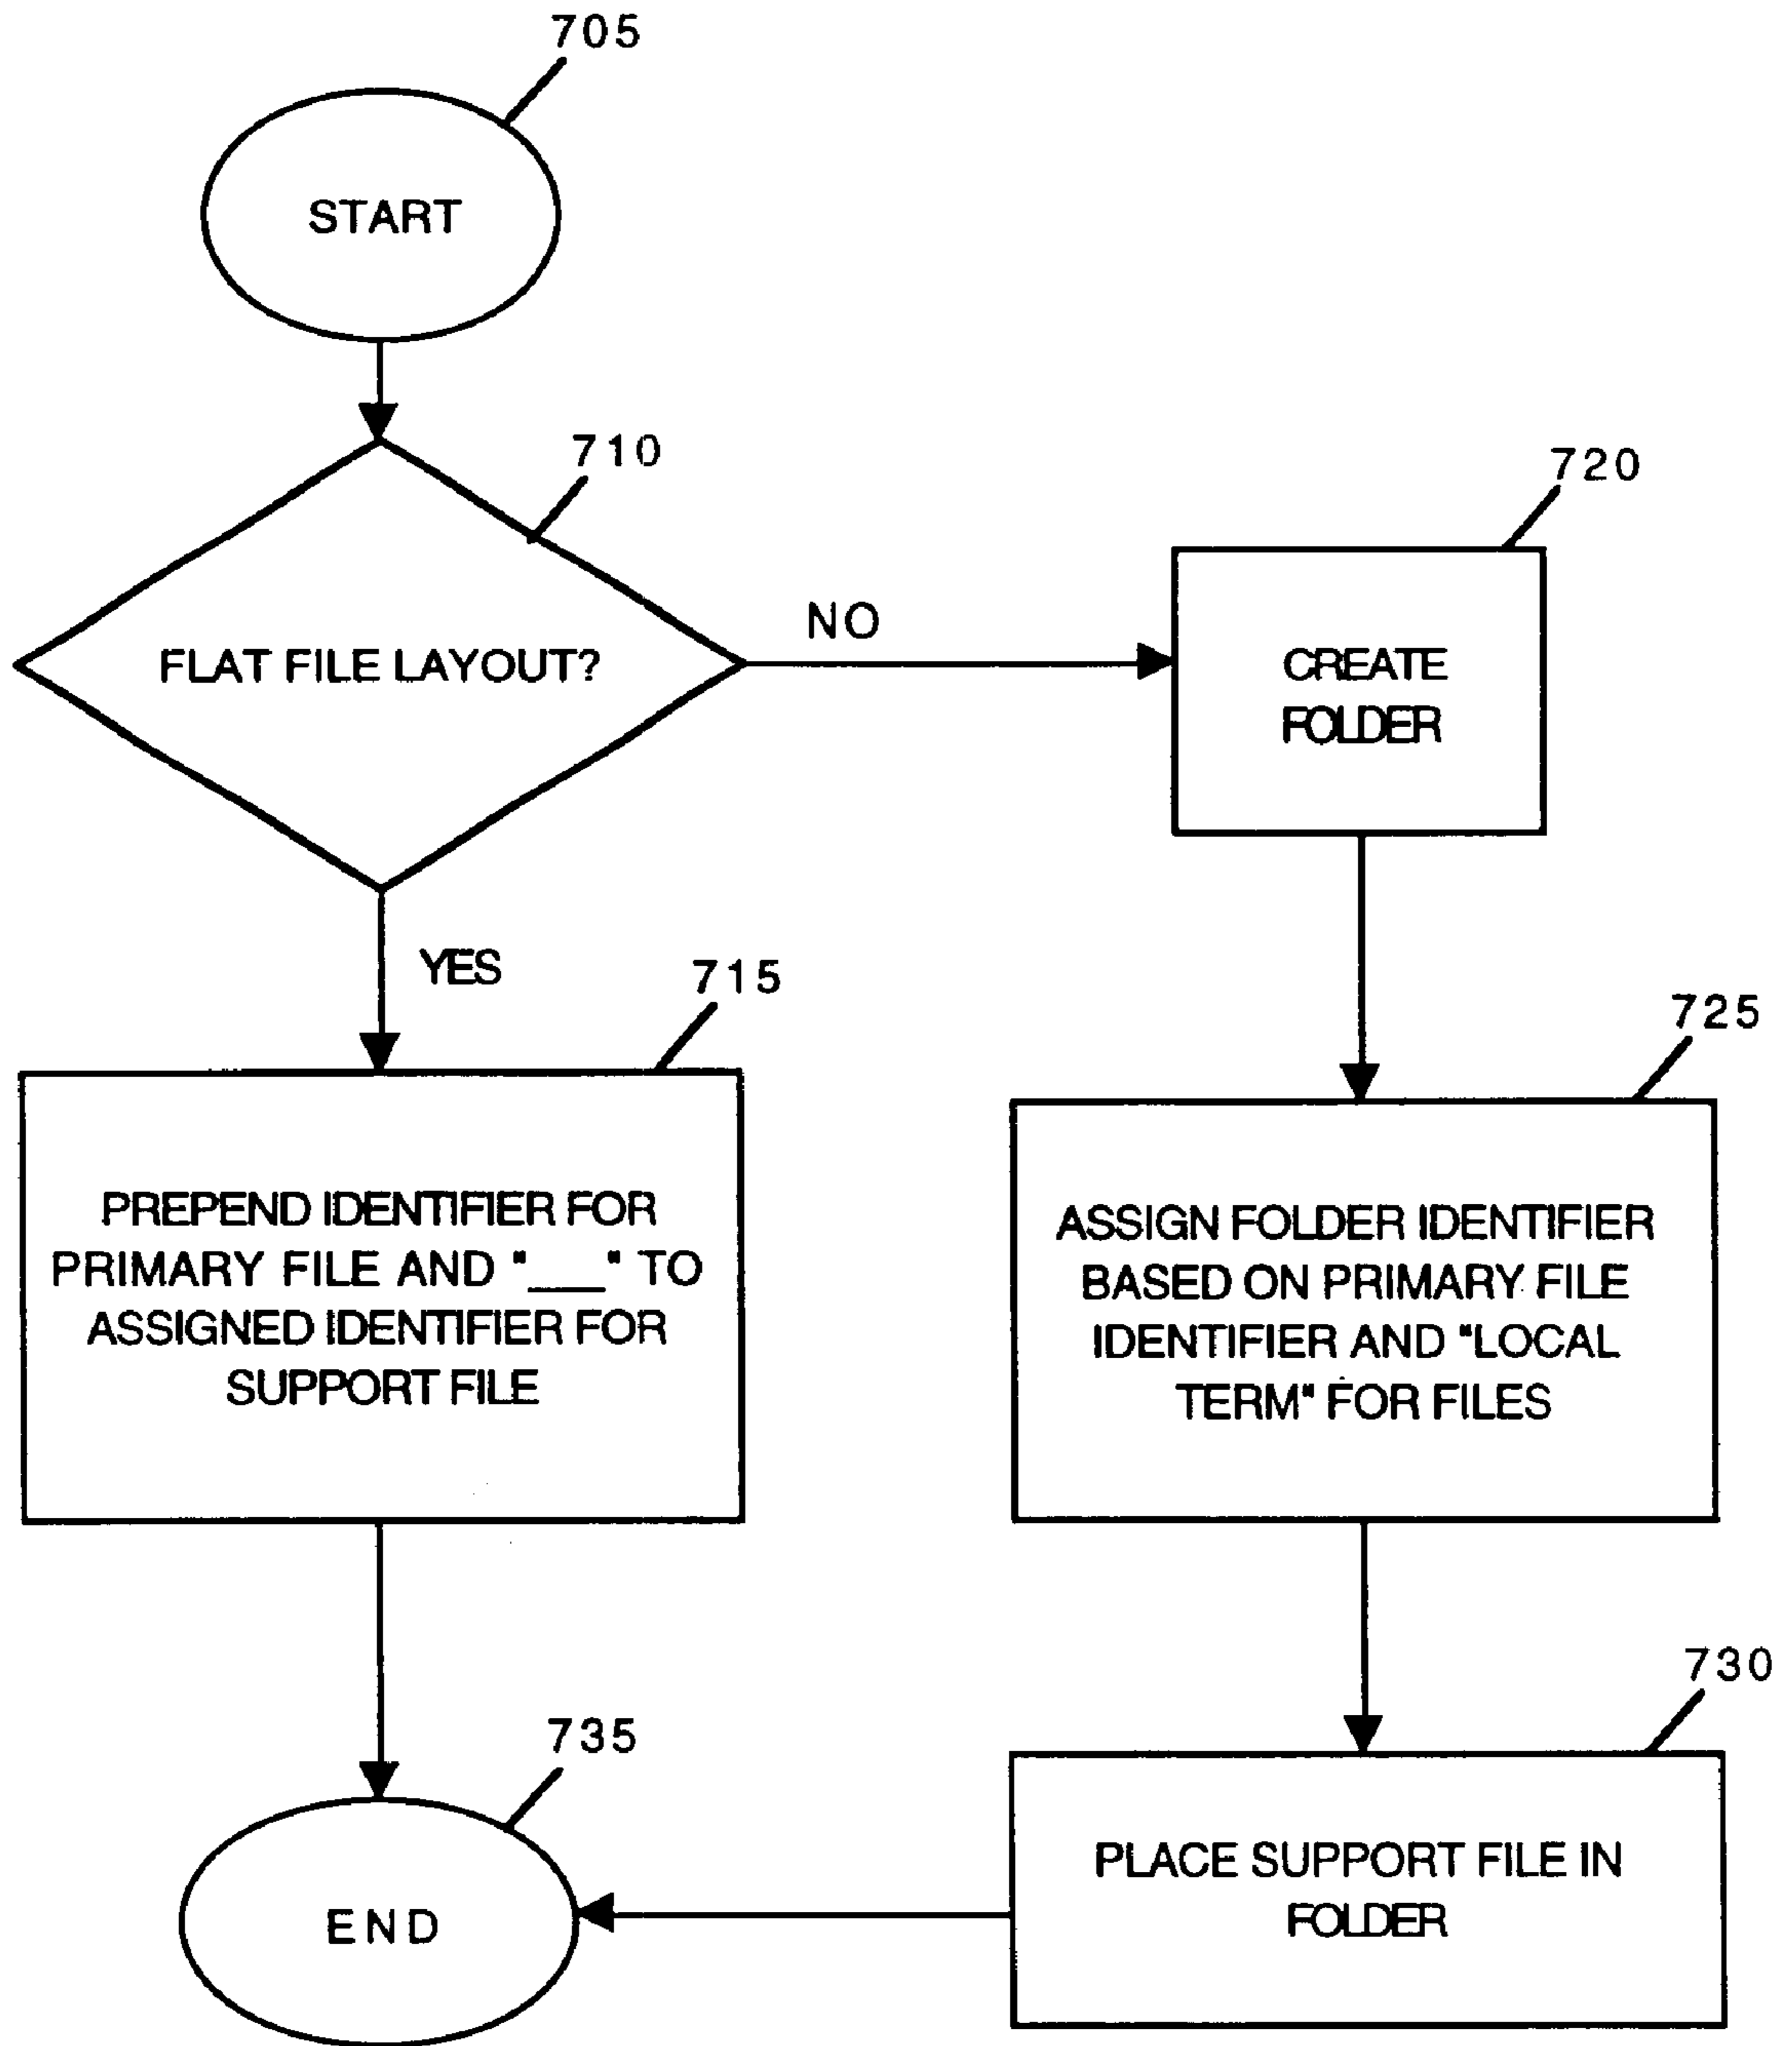 705
START
710
FLAT FILE LAYOUT?
NO
720
CREATE
FOLDER
YES
715
PREPEND IDENTIFIER FOR
PRIMARY FILE AND "___" TO
ASSIGNED IDENTIFIER FOR
SUPPORT FILE
725
ASSIGN FOLDER IDENTIFIER
BASED ON PRIMARY FILE
IDENTIFIER AND "LOCAL
TERM" FOR FILES
730
PLACE SUPPORT FILE IN
FOLDER
735
END